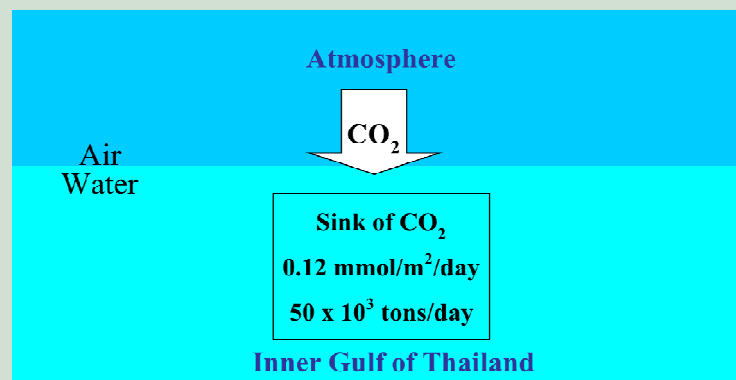 Atmosphere
CO₂
Air
Water
Sink of CO₂
0.12 mmol/m²/day
50 x 10³ tons/day
Inner Gulf of Thailand